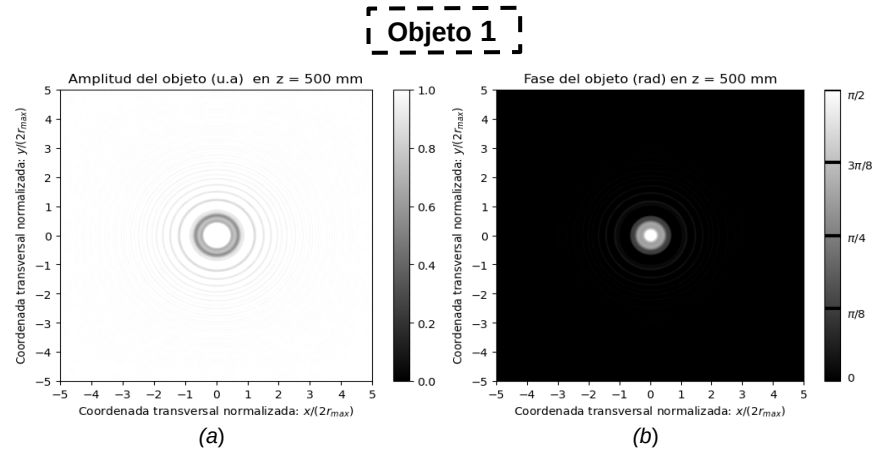 Objeto 1
Amplitud del objeto (u.a)  en z = 500 mm
Coordenada transversal normalizada: y/(2r_max)
5
4
3
2
1
0
−1
−2
−3
−4
−5
−5 −4 −3 −2 −1 0 1 2 3 4 5
Coordenada transversal normalizada: x/(2r_max)
1.0
0.8
0.6
0.4
0.2
0.0
(a)
Fase del objeto (rad) en z = 500 mm
Coordenada transversal normalizada: y/(2r_max)
5
4
3
2
1
0
−1
−2
−3
−4
−5
−5 −4 −3 −2 −1 0 1 2 3 4 5
Coordenada transversal normalizada: x/(2r_max)
π/2
3π/8
π/4
π/8
0
(b)